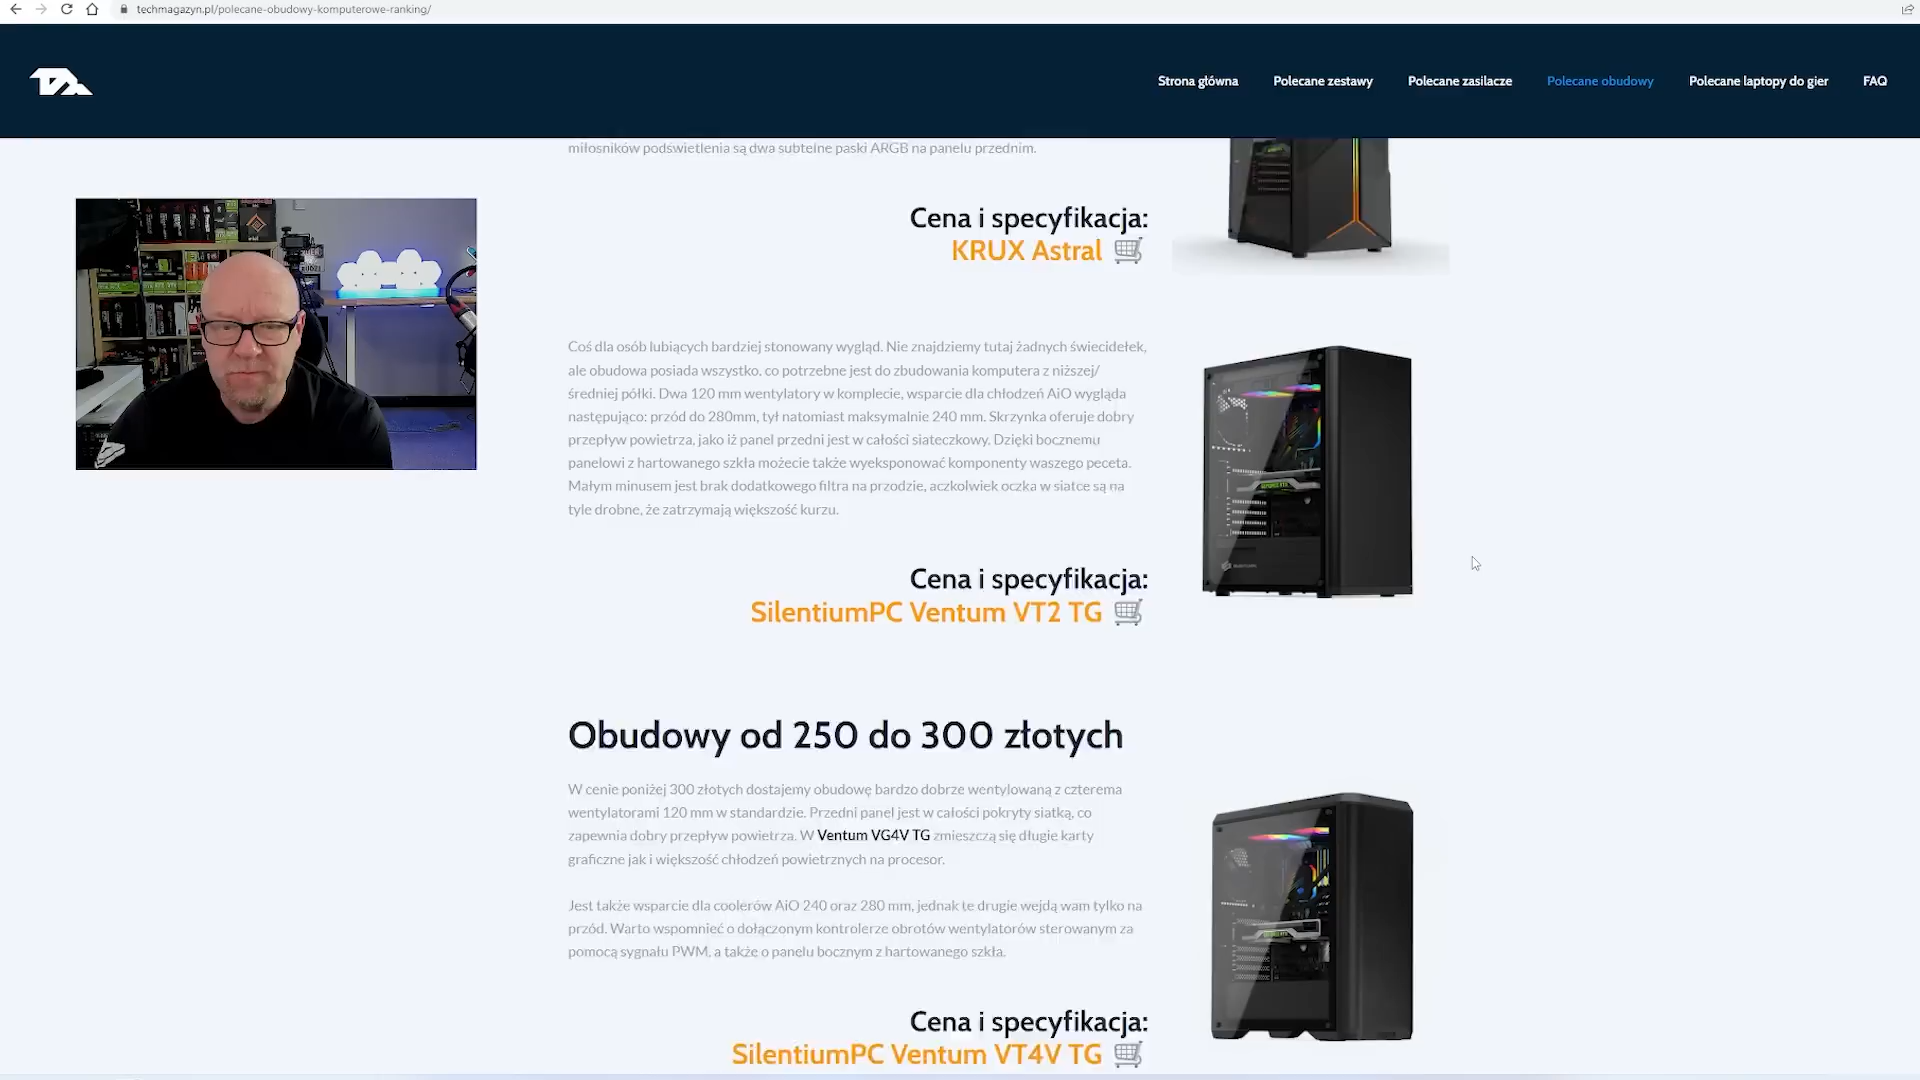 techmagazyn.pl/polecane-obudowy-komputerowe-ranking/
Strona główna
Polecane zestawy
Polecane zasilacze
Polecane obudowy
Polecane laptopy do gier
FAQ
miłośników podświetlenia są dwa subtelne paski ARGB na panelu przednim.
Cena i specyfikacja:
KRUX Astral
Coś dla osób lubiących bardziej stonowany wygląd. Nie znajdziemy tutaj żadnych świecidełek,
ale obudowa posiada wszystko, co potrzebne jest do zbudowania komputera z niższej/
średniej półki. Dwa 120 mm wentylatory w komplecie, wsparcie dla chłodzeń AiO wygląda
następująco: przód do 280mm, tył natomiast maksymalnie 240 mm. Skrzynka oferuje dobry
przepływ powietrza, jako iż panel przedni jest w całości siateczkowy. Dzięki bocznemu
panelowi z hartowanego szkła możecie także wyeksponować komponenty waszego peceta.
Małym minusem jest brak dodatkowego filtra na przodzie, aczkolwiek oczka w siatce są na
tyle drobne, że zatrzymają większość kurzu.
Cena i specyfikacja:
SilentiumPC Ventum VT2 TG
Obudowy od 250 do 300 złotych
W cenie poniżej 300 złotych dostajemy obudowę bardzo dobrze wentylowaną z czterema
wentylatorami 120 mm w standardzie. Przedni panel jest w całości pokryty siatką, co
zapewnia dobry przepływ powietrza. W Ventum VG4V TG zmieszczą się długie karty
graficzne jak i większość chłodzeń powietrznych na procesor.
Jest także wsparcie dla coolerów AiO 240 oraz 280 mm, jednak te drugie wejdą wam tylko na
przód. Warto wspomnieć o dołączonym kontrolerze obrotów wentylatorów sterowanym za
pomocą sygnału PWM, a także o panelu bocznym z hartowanego szkła.
Cena i specyfikacja:
SilentiumPC Ventum VT4V TG